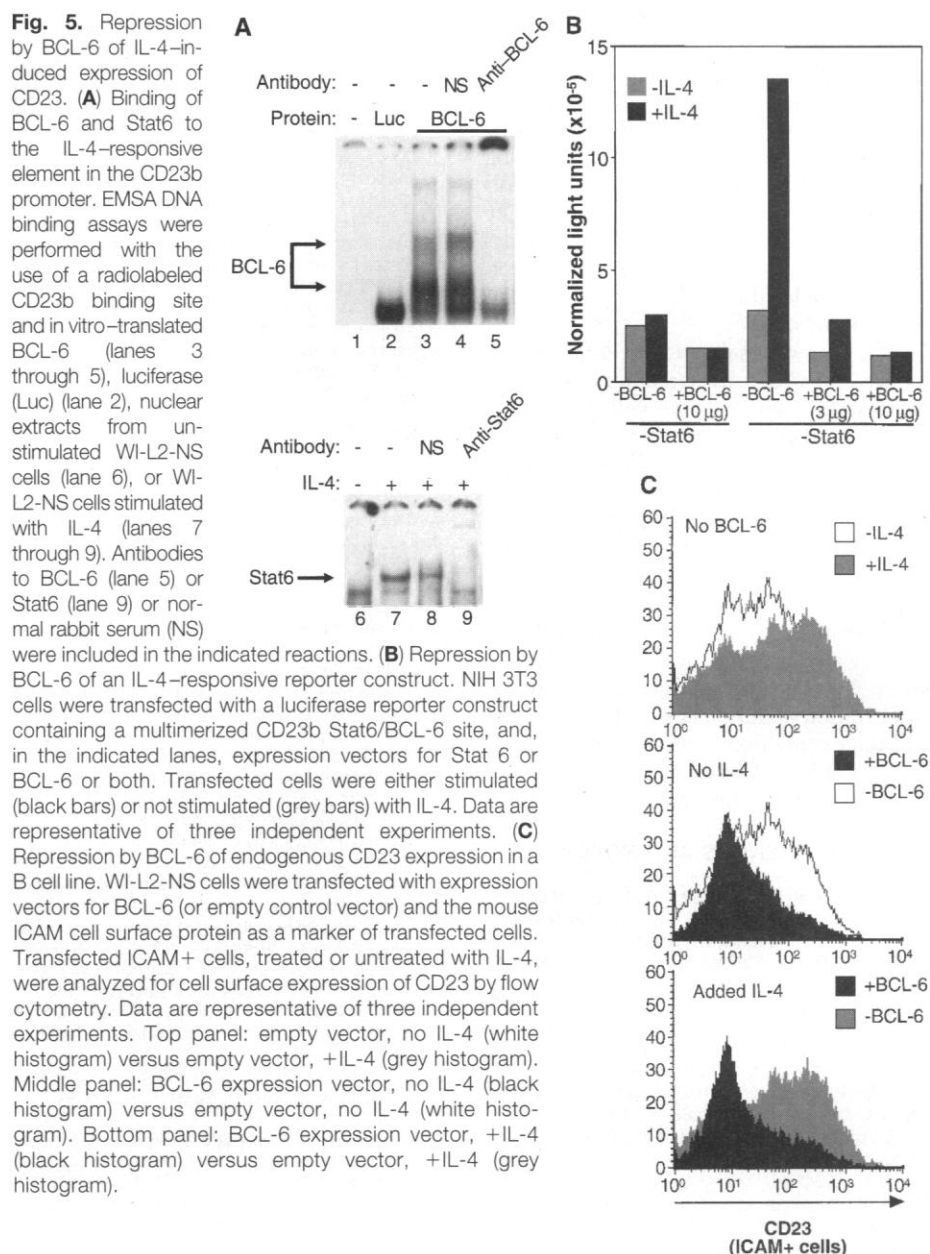 Fig. 5. Repression
by BCL-6 of IL-4–in-
duced expression of
CD23. (A) Binding of
BCL-6 and Stat6 to
the IL-4–responsive
element in the CD23b
promoter. EMSA DNA
binding assays were
performed with the
use of a radiolabeled
CD23b binding site
and in vitro–translated
BCL-6 (lanes 3
through 5), luciferase
(Luc) (lane 2), nuclear
extracts from un-
stimulated WI-L2-NS
cells (lane 6), or WI-
L2-NS cells stimulated
with IL-4 (lanes 7
through 9). Antibodies
to BCL-6 (lane 5) or
Stat6 (lane 9) or nor-
mal rabbit serum (NS)
were included in the indicated reactions. (B) Repression by
BCL-6 of an IL-4–responsive reporter construct. NIH 3T3
cells were transfected with a luciferase reporter construct
containing a multimerized CD23b Stat6/BCL-6 site, and,
in the indicated lanes, expression vectors for Stat 6 or
BCL-6 or both. Transfected cells were either stimulated
(black bars) or not stimulated (grey bars) with IL-4. Data are
representative of three independent experiments. (C)
Repression by BCL-6 of endogenous CD23 expression in a
B cell line. WI-L2-NS cells were transfected with expression
vectors for BCL-6 (or empty control vector) and the mouse
ICAM cell surface protein as a marker of transfected cells.
Transfected ICAM+ cells, treated or untreated with IL-4,
were analyzed for cell surface expression of CD23 by flow
cytometry. Data are representative of three independent
experiments. Top panel: empty vector, no IL-4 (white
histogram) versus empty vector, +IL-4 (grey histogram).
Middle panel: BCL-6 expression vector, no IL-4 (black
histogram) versus empty vector, no IL-4 (white histo-
gram). Bottom panel: BCL-6 expression vector, +IL-4
(black histogram) versus empty vector, +IL-4 (grey
histogram).
A
Antibody: - - - NS Anti–BCL-6
Protein: - Luc BCL-6
BCL-6
1 2 3 4 5
Antibody: - - NS Anti-Stat6
IL-4: - + + +
Stat6
6 7 8 9
B
Normalized light units (x10⁻⁵)
15
10
5
0
-IL-4
+IL-4
-BCL-6 +BCL-6 -BCL-6 +BCL-6 +BCL-6
(10 µg) (3 µg) (10 µg)
-Stat6 -Stat6
C
No BCL-6
-IL-4
+IL-4
60
50
40
30
20
10
0
10⁰ 10¹ 10² 10³ 10⁴
No IL-4
+BCL-6
-BCL-6
60
50
40
30
20
10
0
10⁰ 10¹ 10² 10³ 10⁴
Added IL-4
+BCL-6
-BCL-6
60
50
40
30
20
10
0
10⁰ 10¹ 10² 10³ 10⁴
CD23
(ICAM+ cells)